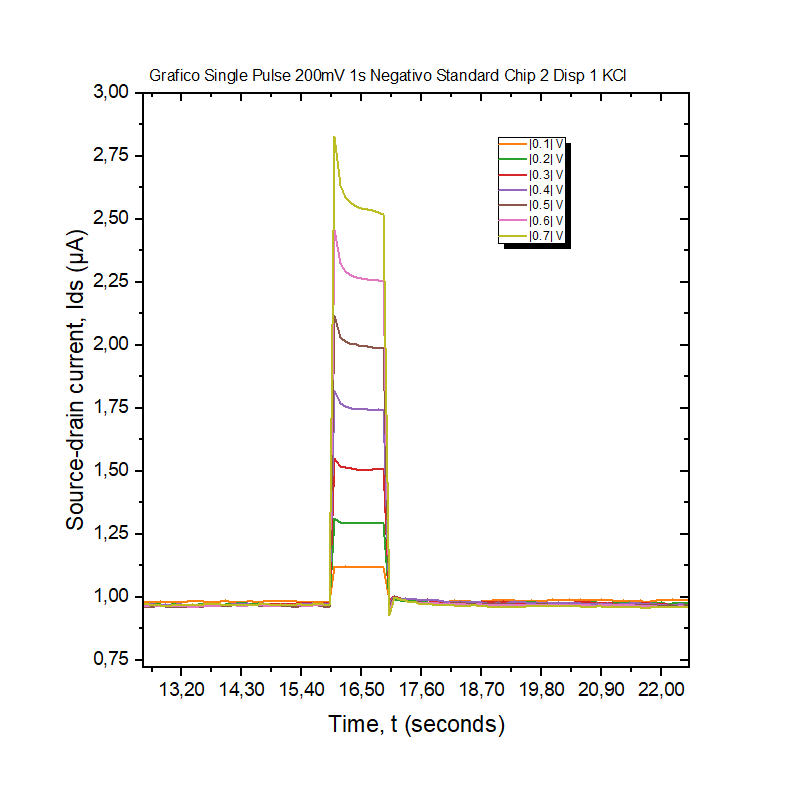 Grafico Single Pulse 200mV 1s Negativo Standard Chip 2 Disp 1 KCl
3,00
2,75
2,50
2,25
2,00
1,75
1,50
1,25
1,00
0,75
Source-drain current, Ids (µA)
|0.1| V
|0.2| V
|0.3| V
|0.4| V
|0.5| V
|0.6| V
|0.7| V
13,20 14,30 15,40 16,50 17,60 18,70 19,80 20,90 22,00
Time, t (seconds)